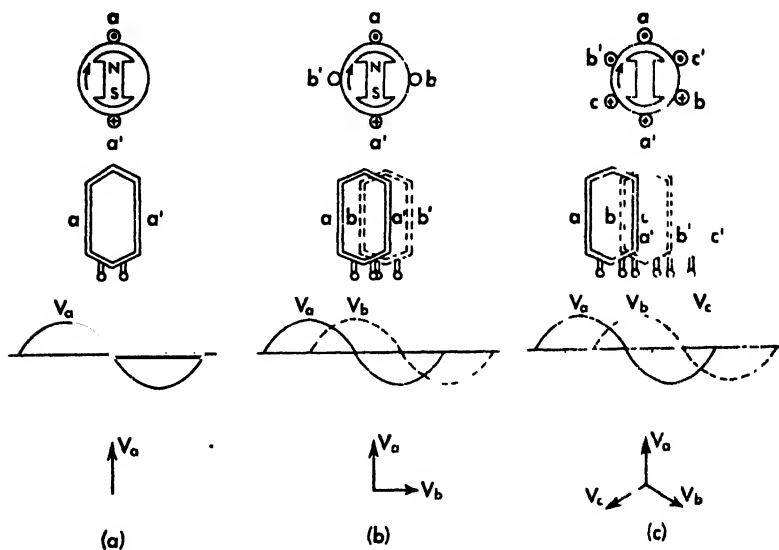 a a a
b' N b b' c'
N
S S c b
a' a' a'
a a' a b a' b' a b a' b' c'
Va Va Vb Va Vb Vc
Va Va Va
Vb Vc Vb
(a) (b) (c)